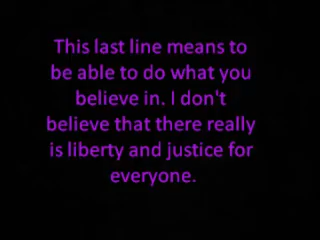 This last line means to
be able to do what you
believe in. I don't
believe that there really
is liberty and justice for
everyone.